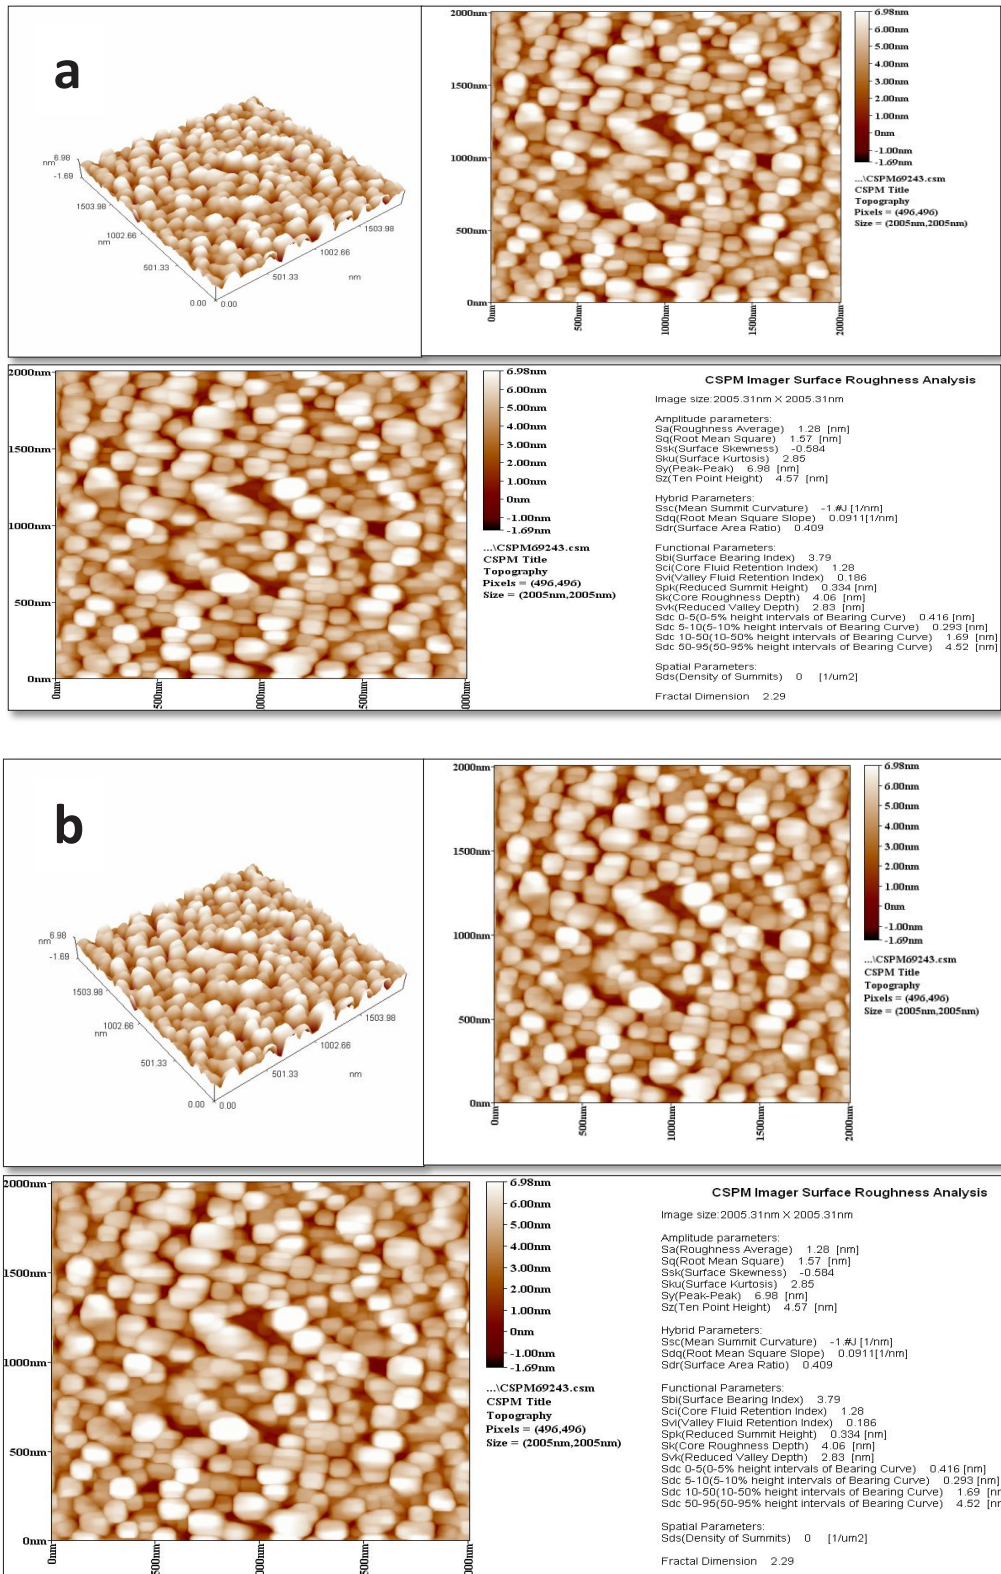 a
nm
6.98
-1.69
1503.98
1002.66
nm
501.33
0.00
0.00
501.33
1002.66
1503.98
nm
2000nm
1500nm
1000nm
500nm
0nm
0nm
500nm
1000nm
1500nm
2000nm
6.98nm
6.00nm
5.00nm
4.00nm
3.00nm
2.00nm
1.00nm
0nm
-1.00nm
-1.69nm
...\CSPM69243.csm
CSPM Title
Topography
Pixels = (496,496)
Size = (2005nm,2005nm)
2000nm
1500nm
1000nm
500nm
0nm
0nm
500nm
000nm
500nm
000nm
6.98nm
6.00nm
5.00nm
4.00nm
3.00nm
2.00nm
1.00nm
0nm
-1.00nm
-1.69nm
...\CSPM69243.csm
CSPM Title
Topography
Pixels = (496,496)
Size = (2005nm,2005nm)
CSPM Imager Surface Roughness Analysis
Image size:2005.31nm X 2005.31nm
Amplitude parameters:
Sa(Roughness Average) 1.28 [nm]
Sq(Root Mean Square) 1.57 [nm]
Ssk(Surface Skewness) -0.584
Sku(Surface Kurtosis) 2.85
Sy(Peak-Peak) 6.98 [nm]
Sz(Ten Point Height) 4.57 [nm]
Hybrid Parameters:
Ssc(Mean Summit Curvature) -1.#J [1/nm]
Sdq(Root Mean Square Slope) 0.0911[1/nm]
Sdr(Surface Area Ratio) 0.409
Functional Parameters:
Sbi(Surface Bearing Index) 3.79
Sci(Core Fluid Retention Index) 1.28
Svi(Valley Fluid Retention Index) 0.186
Spk(Reduced Summit Height) 0.334 [nm]
Sk(Core Roughness Depth) 4.06 [nm]
Svk(Reduced Valley Depth) 2.83 [nm]
Sdc 0-5(0-5% height intervals of Bearing Curve) 0.416 [nm]
Sdc 5-10(5-10% height intervals of Bearing Curve) 0.293 [nm]
Sdc 10-50(10-50% height intervals of Bearing Curve) 1.69 [nm]
Sdc 50-95(50-95% height intervals of Bearing Curve) 4.52 [nm]
Spatial Parameters:
Sds(Density of Summits) 0 [1/um2]
Fractal Dimension 2.29
b
nm
6.98
-1.69
1503.98
1002.66
nm
501.33
0.00
0.00
501.33
1002.66
1503.98
nm
2000nm
1500nm
1000nm
500nm
0nm
0nm
500nm
1000nm
1500nm
2000nm
6.98nm
6.00nm
5.00nm
4.00nm
3.00nm
2.00nm
1.00nm
0nm
-1.00nm
-1.69nm
...\CSPM69243.csm
CSPM Title
Topography
Pixels = (496,496)
Size = (2005nm,2005nm)
2000nm
1500nm
1000nm
500nm
0nm
0nm
500nm
000nm
500nm
000nm
6.98nm
6.00nm
5.00nm
4.00nm
3.00nm
2.00nm
1.00nm
0nm
-1.00nm
-1.69nm
...\CSPM69243.csm
CSPM Title
Topography
Pixels = (496,496)
Size = (2005nm,2005nm)
CSPM Imager Surface Roughness Analysis
Image size:2005.31nm X 2005.31nm
Amplitude parameters:
Sa(Roughness Average) 1.28 [nm]
Sq(Root Mean Square) 1.57 [nm]
Ssk(Surface Skewness) -0.584
Sku(Surface Kurtosis) 2.85
Sy(Peak-Peak) 6.98 [nm]
Sz(Ten Point Height) 4.57 [nm]
Hybrid Parameters:
Ssc(Mean Summit Curvature) -1.#J [1/nm]
Sdq(Root Mean Square Slope) 0.0911[1/nm]
Sdr(Surface Area Ratio) 0.409
Functional Parameters:
Sbi(Surface Bearing Index) 3.79
Sci(Core Fluid Retention Index) 1.28
Svi(Valley Fluid Retention Index) 0.186
Spk(Reduced Summit Height) 0.334 [nm]
Sk(Core Roughness Depth) 4.06 [nm]
Svk(Reduced Valley Depth) 2.83 [nm]
Sdc 0-5(0-5% height intervals of Bearing Curve) 0.416 [nm]
Sdc 5-10(5-10% height intervals of Bearing Curve) 0.293 [nm]
Sdc 10-50(10-50% height intervals of Bearing Curve) 1.69 [nm
Sdc 50-95(50-95% height intervals of Bearing Curve) 4.52 [nm
Spatial Parameters:
Sds(Density of Summits) 0 [1/um2]
Fractal Dimension 2.29